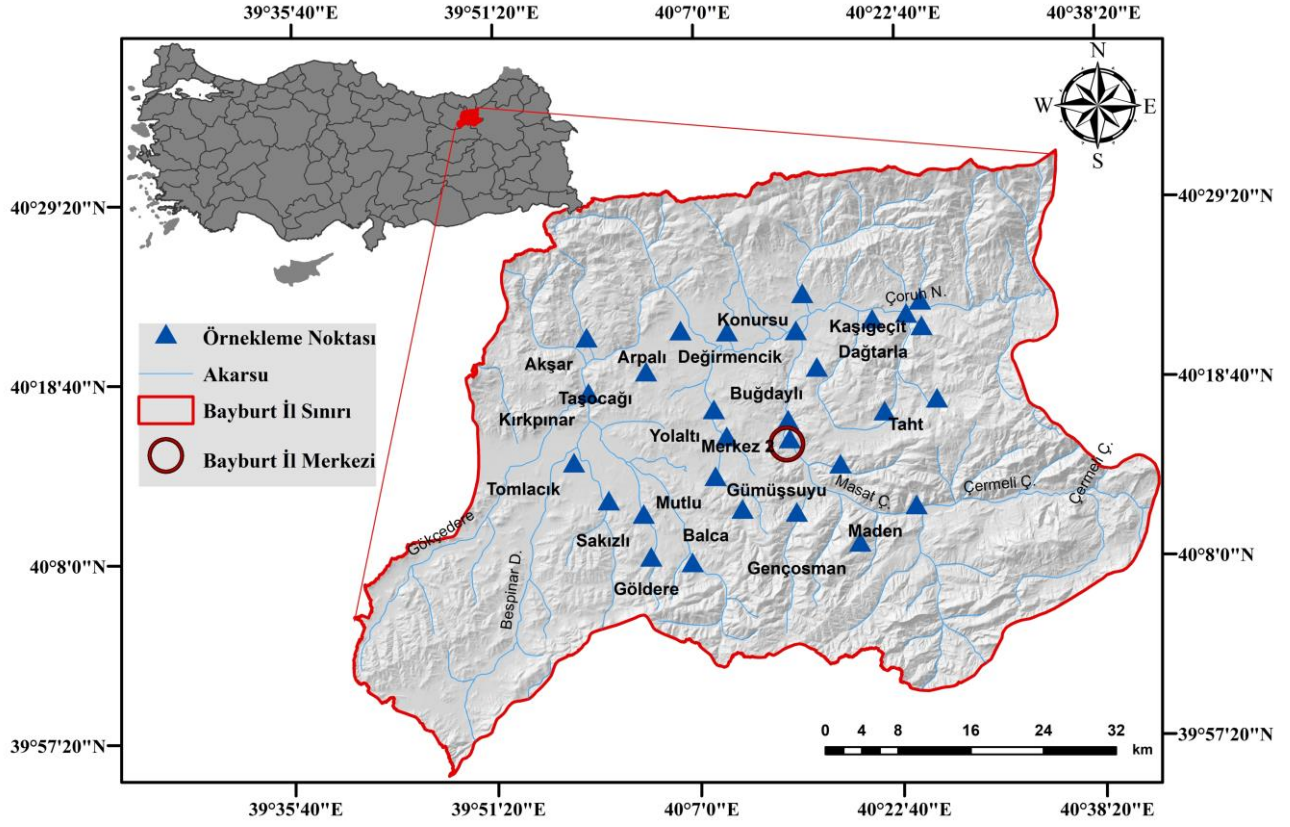 39°35'40"E
39°51'20"E
40°7'0"E
40°22'40"E
40°38'20"E
N
W
E
S
40°29'20"N
40°29'20"N
Örnekleme Noktası
Akarsu
Bayburt İl Sınırı
Bayburt İl Merkezi
Çoruh N.
Konursu
Kaşıgeçit
Akşar
Arpalı
Değirmencik
Dağtarla
40°18'40"N
40°18'40"N
Taşocağı
Buğdaylı
Kırkpınar
Taht
Yolaltı
Merkez 2
Tomlacık
Mutlu
Gümüşsuyu
Masat Ç.
Çermeli Ç.
Çermeli Ç.
Gökçedere
Sakızlı
Balca
Maden
40°8'0"N
40°8'0"N
Göldere
Gençosman
Bespinar D.
0 4 8 16 24 32
km
39°57'20"N
39°57'20"N
39°35'40"E
39°51'20"E
40°7'0"E
40°22'40"E
40°38'20"E